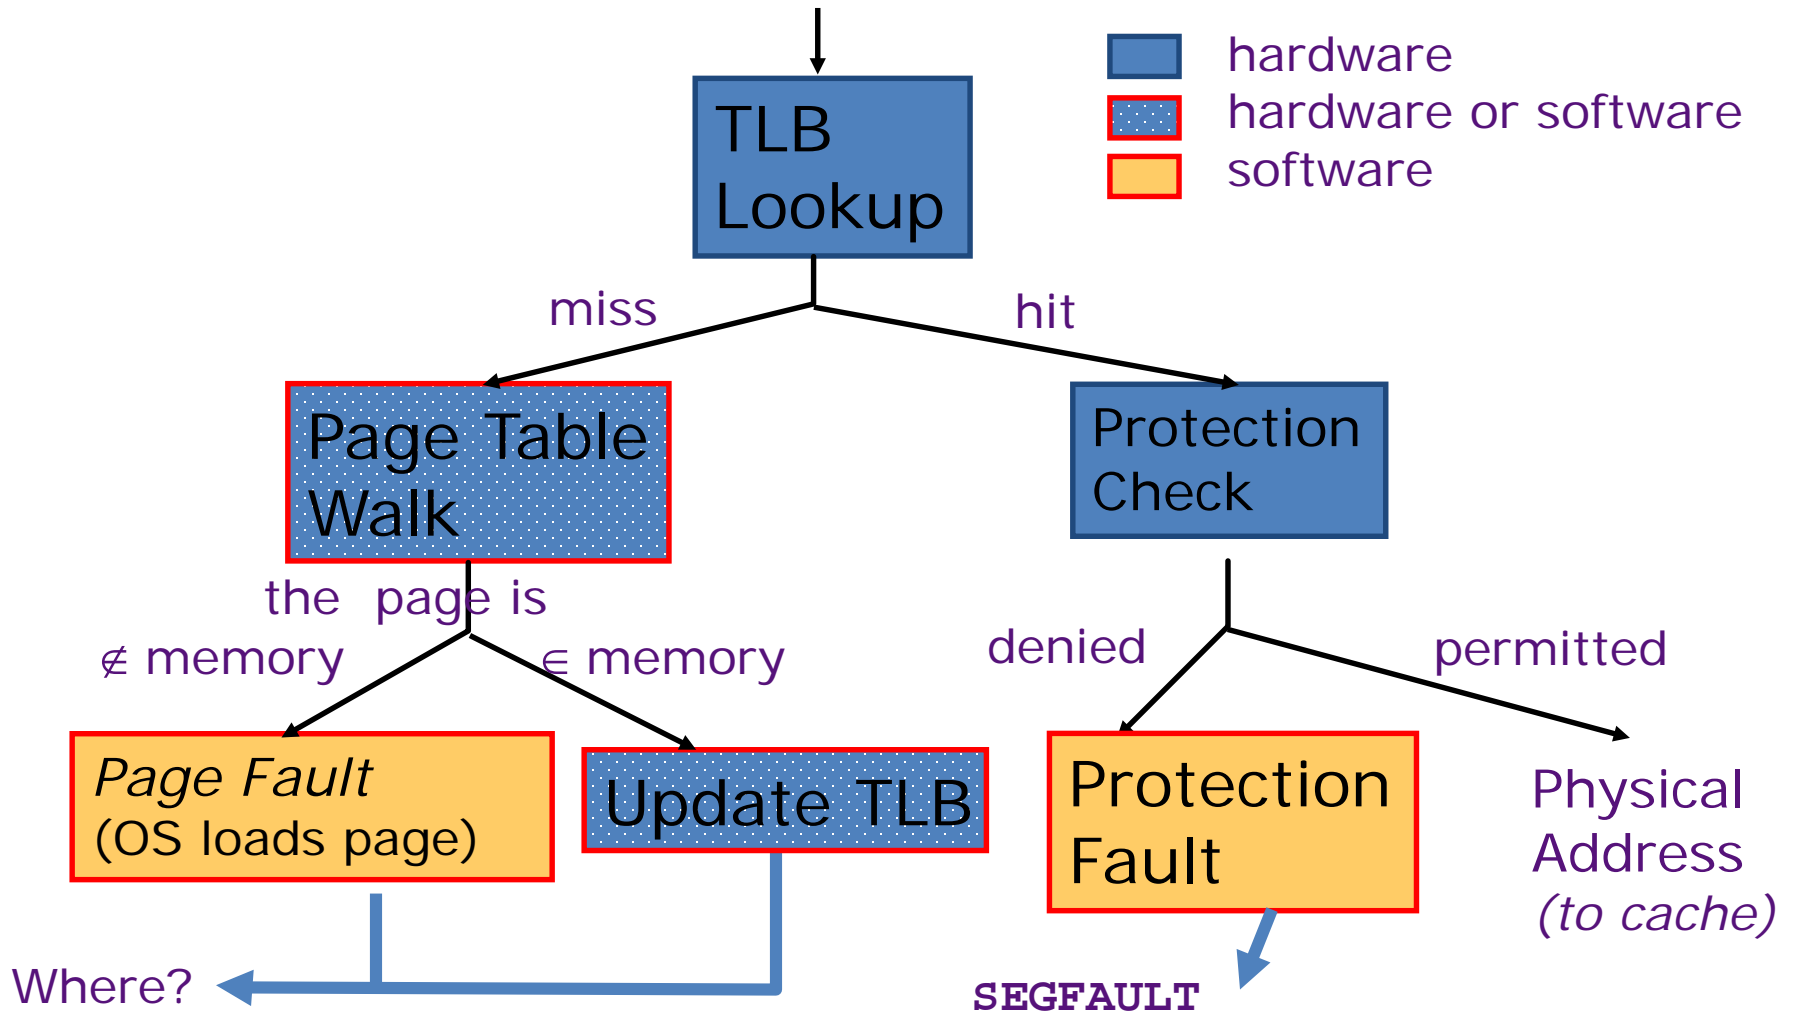 hardware
hardware or software
software
TLB
Lookup
miss
hit
Page Table
Walk
Protection
Check
the page is
∉ memory
∈ memory
denied
permitted
Page Fault
(OS loads page)
Update TLB
Protection
Fault
Physical
Address
(to cache)
Where?
SEGFAULT